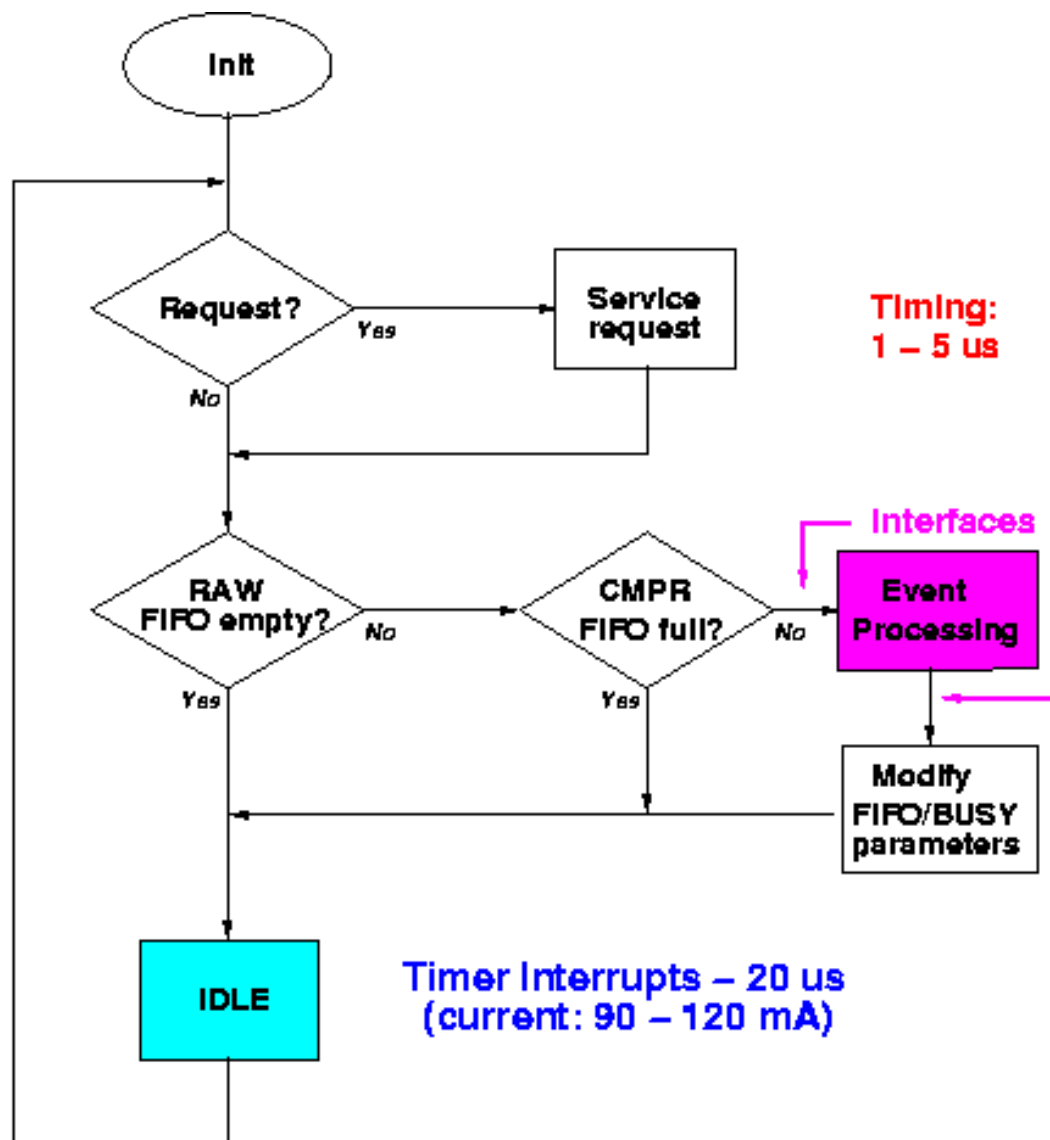 Init
Request?
Yes
No
Service
request
Timing:
1 – 5 us
Interfaces
RAW
FIFO empty?
No
Yes
CMPR
FIFO full?
No
Yes
Event
Processing
Modify
FIFO/BUSY
parameters
IDLE
Timer Interrupts – 20 us
(current: 90 – 120 mA)